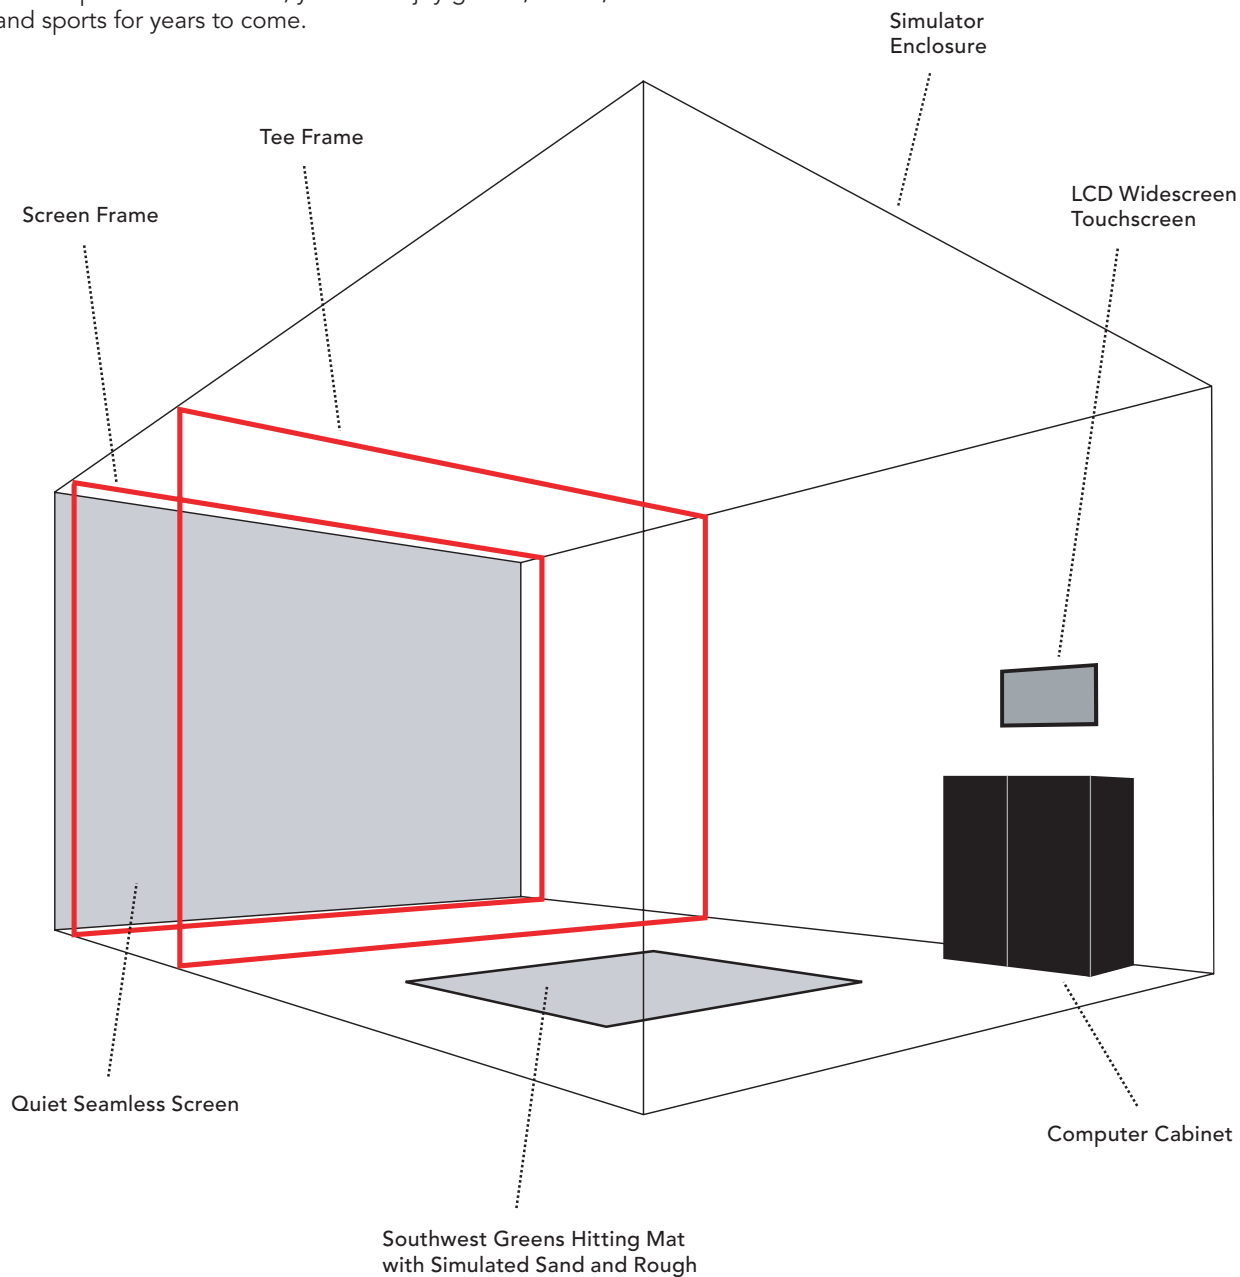 and sports for years to come.
Simulator
Enclosure
Tee Frame
LCD Widescreen
Touchscreen
Screen Frame
Quiet Seamless Screen
Computer Cabinet
Southwest Greens Hitting Mat
with Simulated Sand and Rough